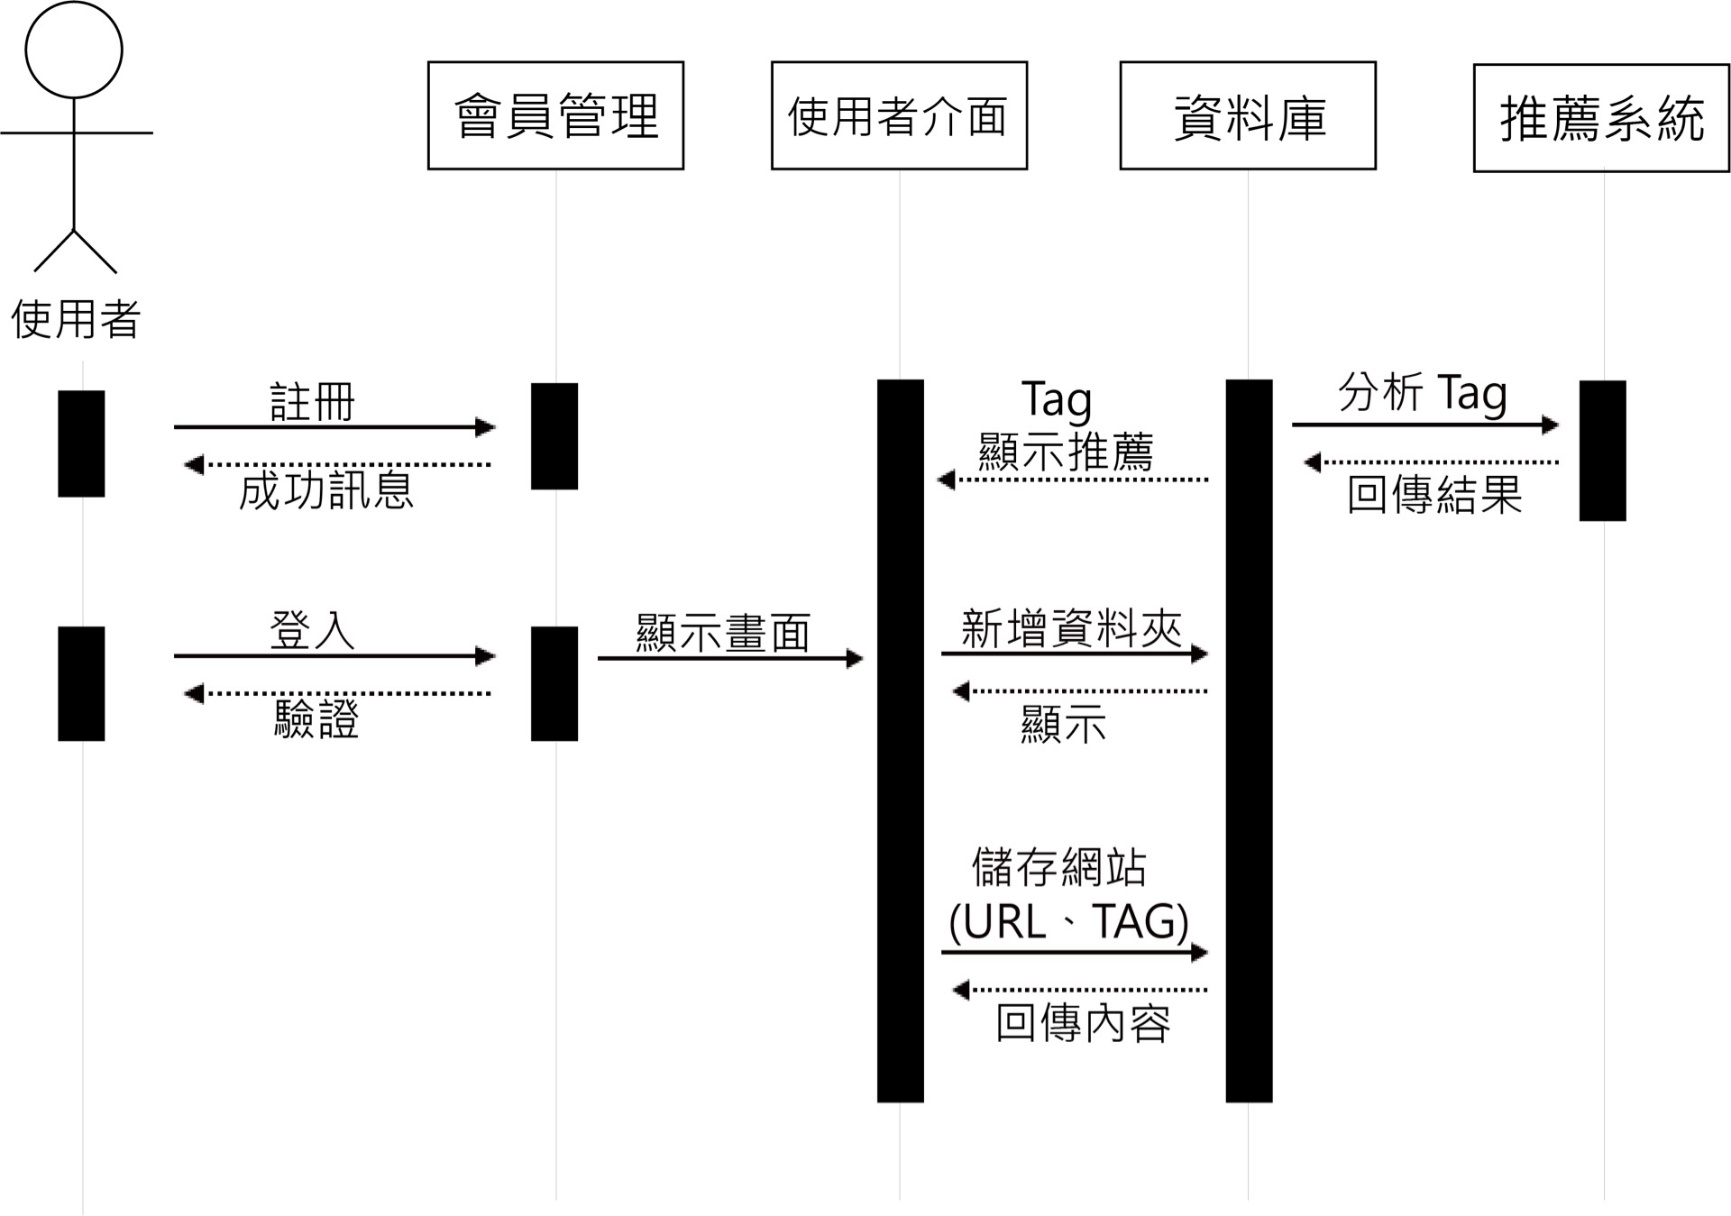 會員管理
使用者介面
資料庫
推薦系統
使用者
註冊
成功訊息
Tag
顯示推薦
分析 Tag
回傳結果
登入
驗證
顯示畫面
新增資料夾
顯示
儲存網站
(URL、TAG)
回傳內容